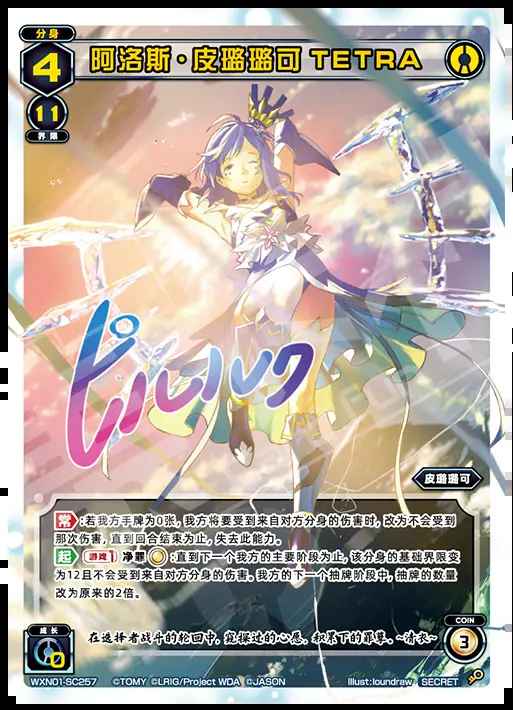 分身
4
阿洛斯·皮璐璐可 TETRA
11
界限
ピルルク
皮璐璐可
常:若我方手牌为0张,我方将要受到来自对方分身的伤害时,改为不会受到
那次伤害,直到回合结束为止,失去此能力。
起 游戏1 净罪:直到下一个我方的主要阶段为止,该分身的基础界限变
为12且不会受到来自对方分身的伤害。我方的下一个抽牌阶段中,抽牌的数量
改为原来的2倍。
在选择者战斗的轮回中,窥探过的心愿,积累下的罪孽。~清衣~
成长
0
COIN
3
WXN01-SC257 ©TOMY ©LRIG/Project WDA ©JASON Illust:loundraw SECRET